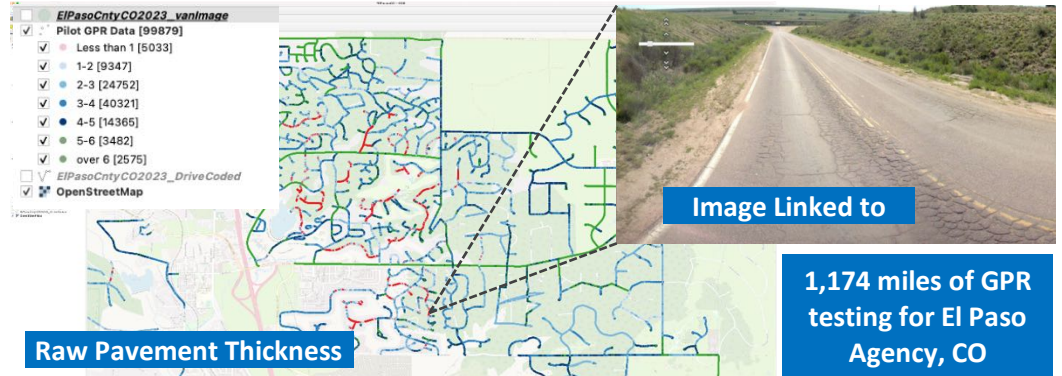 ElPasoCntyCO2023_vanImage
Pilot GPR Data [99879]
Less than 1 [5033]
1-2 [9347]
2-3 [24752]
3-4 [40321]
4-5 [14365]
5-6 [3482]
over 6 [2575]
ElPasoCntyCO2023_DriveCoded
OpenStreetMap
Image Linked to
1,174 miles of GPR
testing for El Paso
Agency, CO
Raw Pavement Thickness